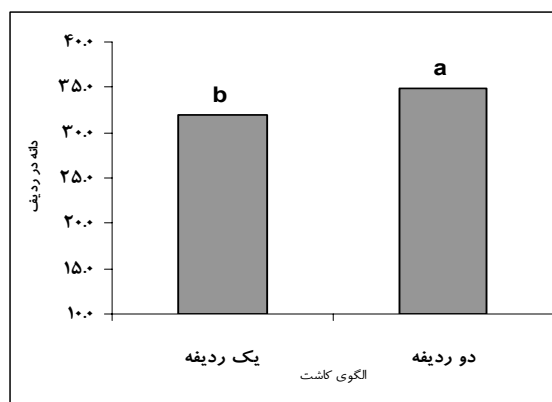 ۴۰.۰
۳۵.۰
۳۰.۰
۲۵.۰
۲۰.۰
۱۵.۰
۱۰.۰
دانه در ردیف
b
a
یک ردیفه
دو ردیفه
الگوی کاشت